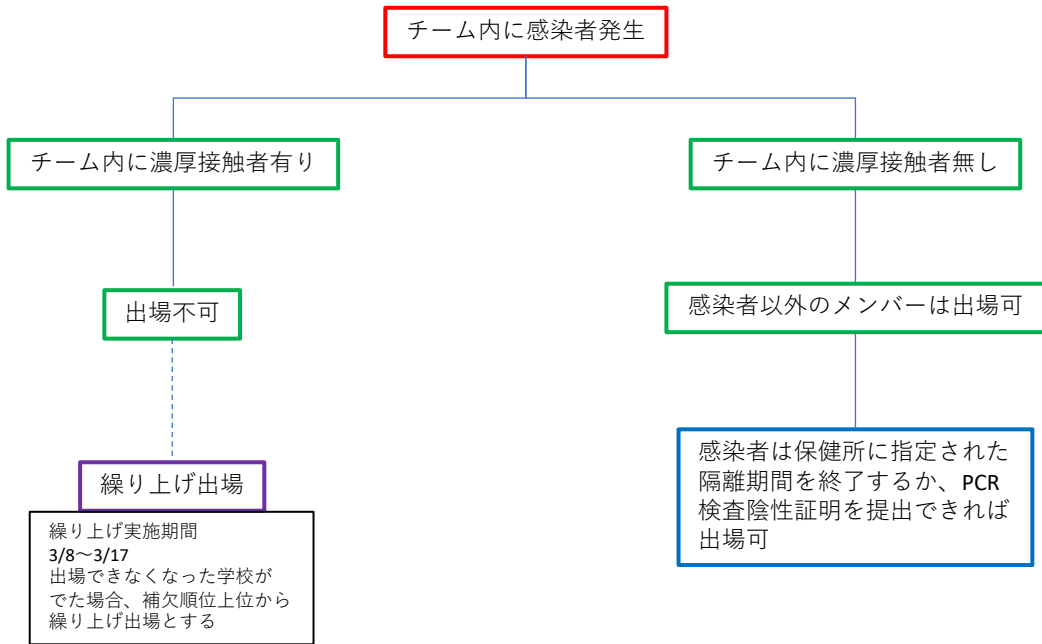 チーム内に感染者発生
チーム内に濃厚接触者有り
チーム内に濃厚接触者無し
出場不可
感染者以外のメンバーは出場可
繰り上げ出場
繰り上げ実施期間
3/8～3/17
出場できなくなった学校が
でた場合、補欠順位上位から
繰り上げ出場とする
感染者は保健所に指定された
隔離期間を終了するか、PCR
検査陰性証明を提出できれば
出場可